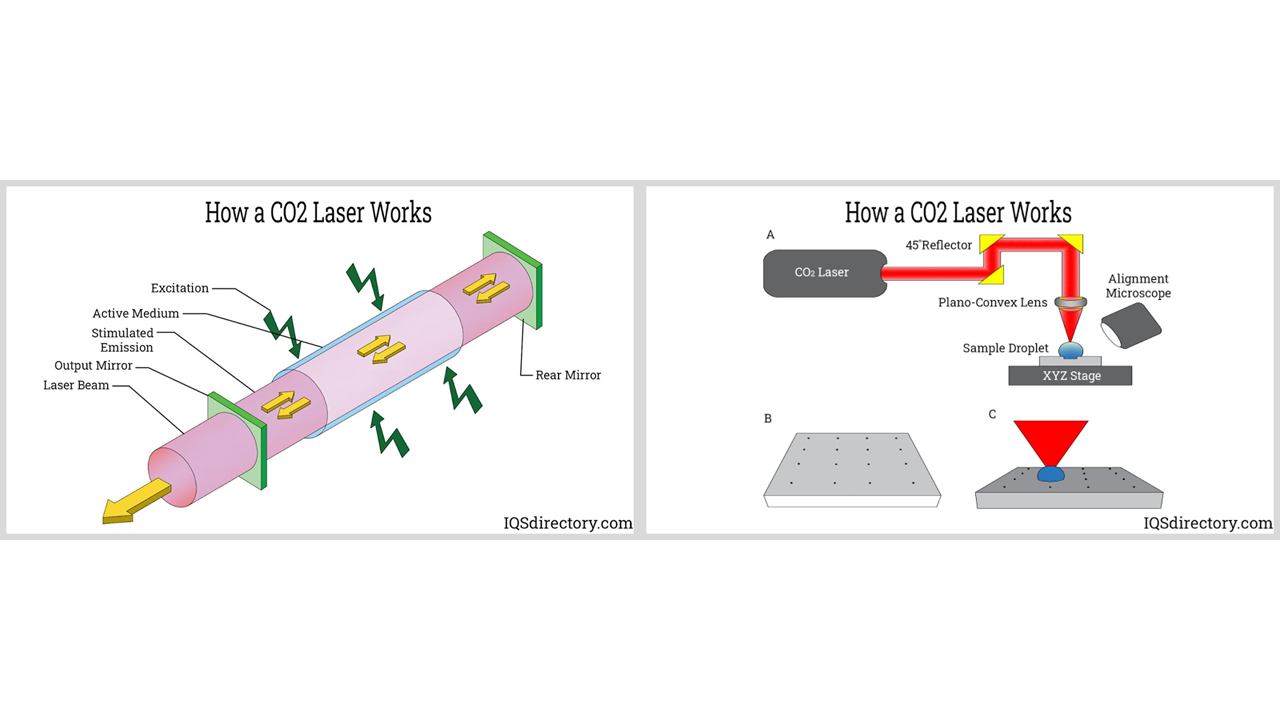 How a CO2 Laser Works
Excitation
Active Medium
Stimulated
Emission
Output Mirror
Laser Beam
Rear Mirror
IQSdirectory.com
How a CO2 Laser Works
A
45°Reflector
CO₂ Laser
Alignment
Microscope
Plano-Convex Lens
Sample Droplet
XYZ Stage
B
C
IQSdirectory.com